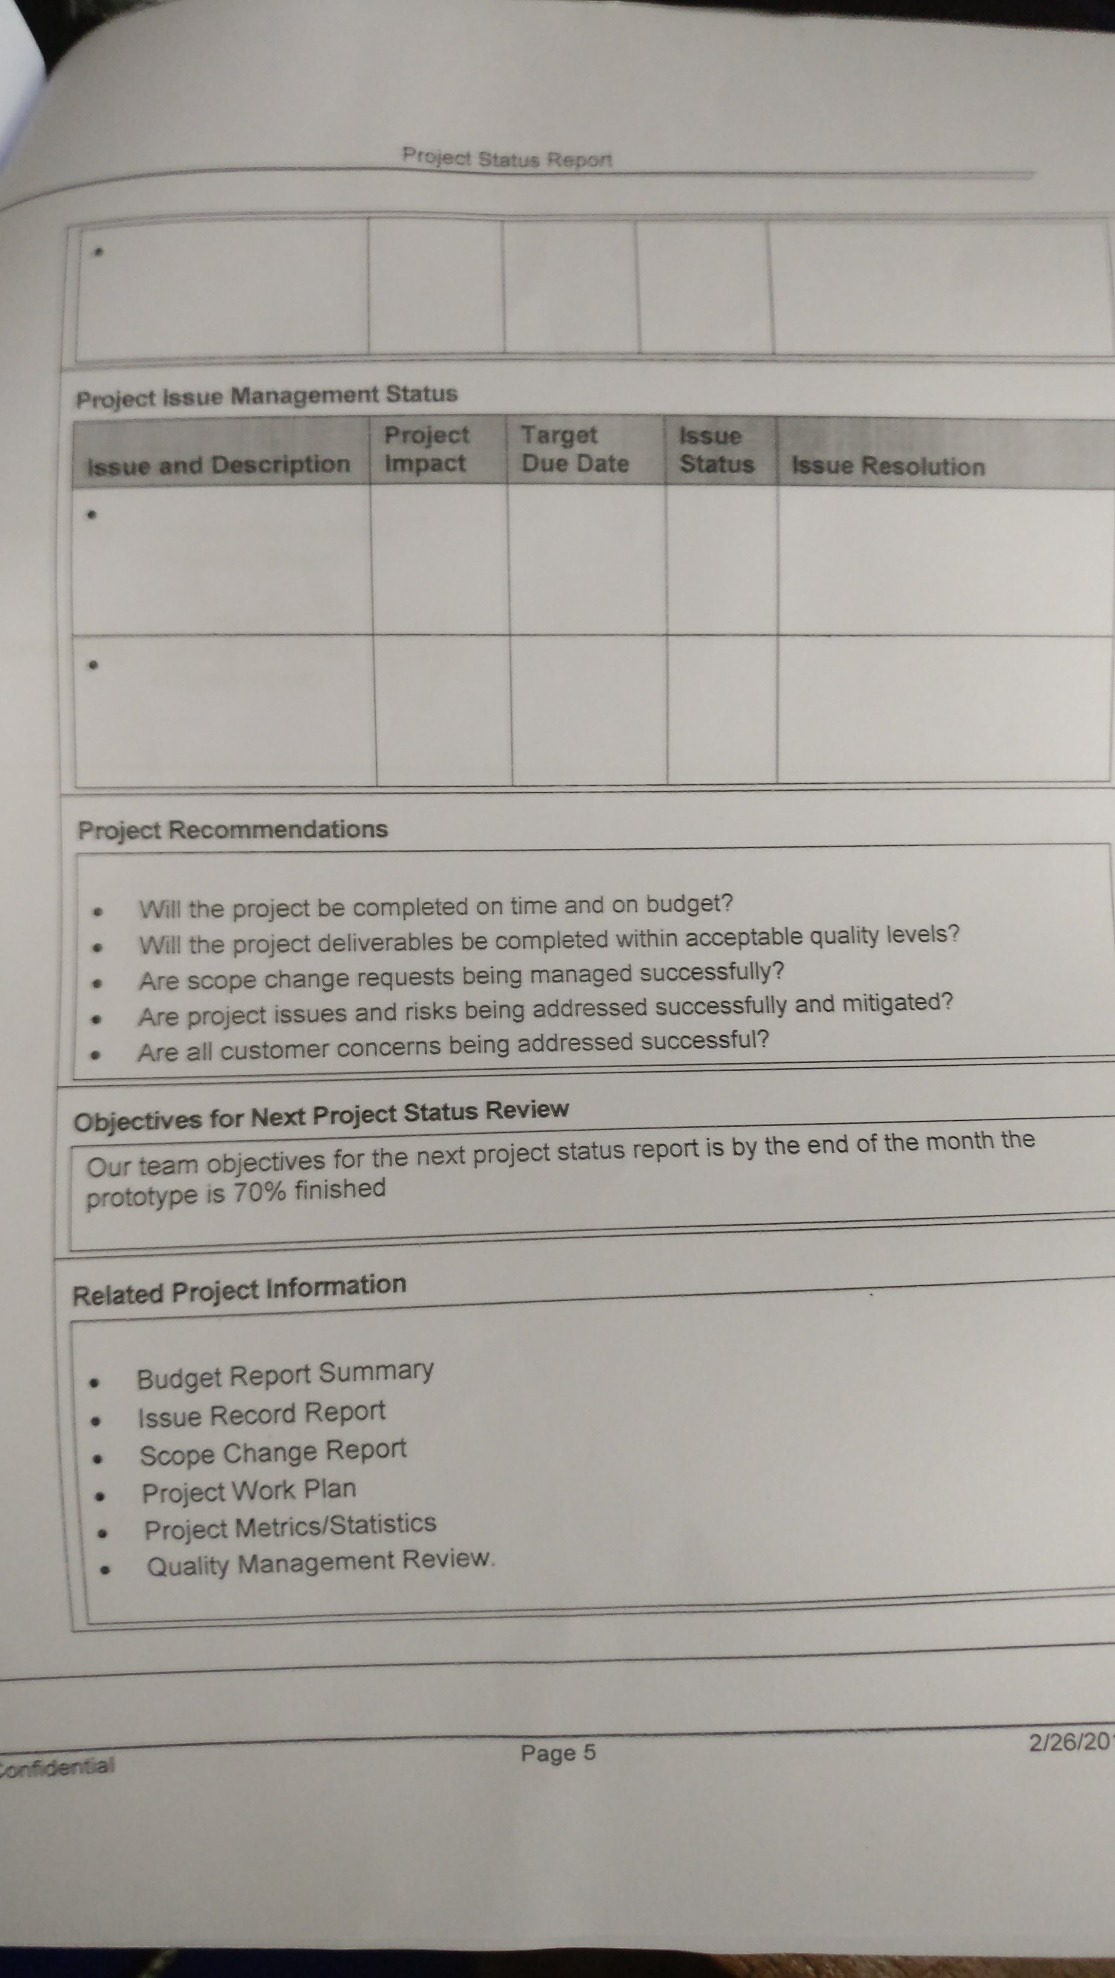 Project Status Report
•
Project Issue Management Status
Issue and Description | Project Impact | Target Due Date | Issue Status | Issue Resolution
•
•
Project Recommendations
• Will the project be completed on time and on budget?
• Will the project deliverables be completed within acceptable quality levels?
• Are scope change requests being managed successfully?
• Are project issues and risks being addressed successfully and mitigated?
• Are all customer concerns being addressed successful?
Objectives for Next Project Status Review
Our team objectives for the next project status report is by the end of the month the
prototype is 70% finished
Related Project Information
• Budget Report Summary
• Issue Record Report
• Scope Change Report
• Project Work Plan
• Project Metrics/Statistics
• Quality Management Review.
Confidential Page 5 2/26/20